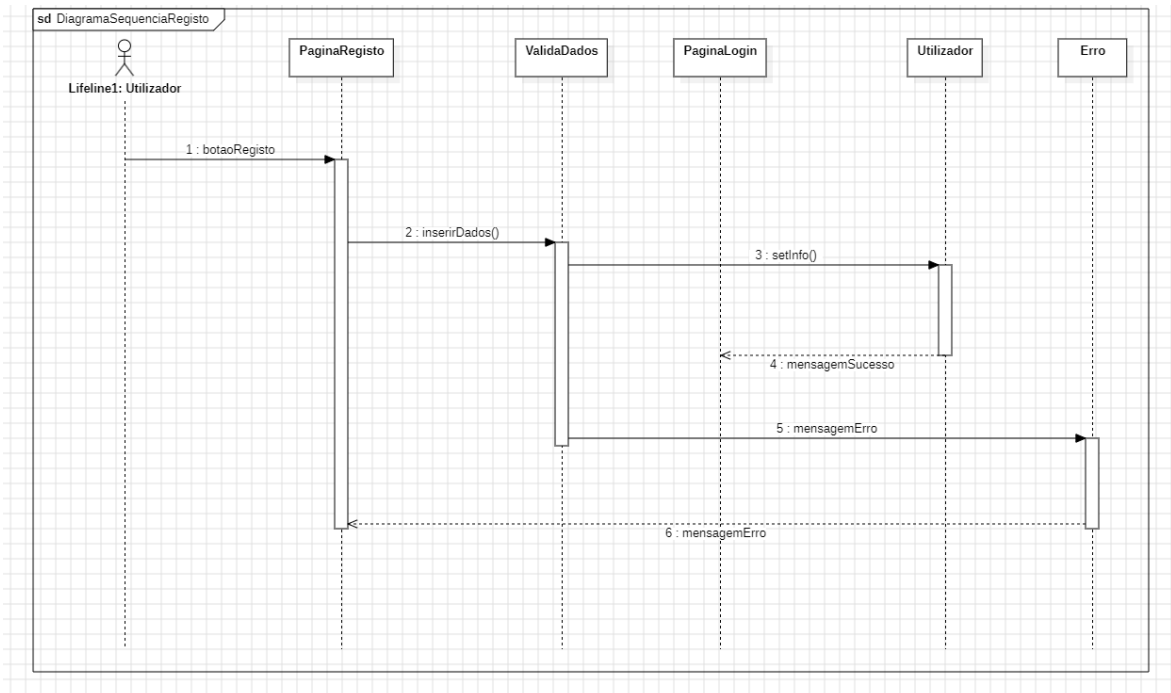 sd DiagramaSequenciaRegisto
PaginaRegisto
ValidaDados
PaginaLogin
Utilizador
Erro
Lifeline1: Utilizador
1 : botaoRegisto
2 : inserirDados()
3 : setInfo()
4 : mensagemSucesso
5 : mensagemErro
6 : mensagemErro